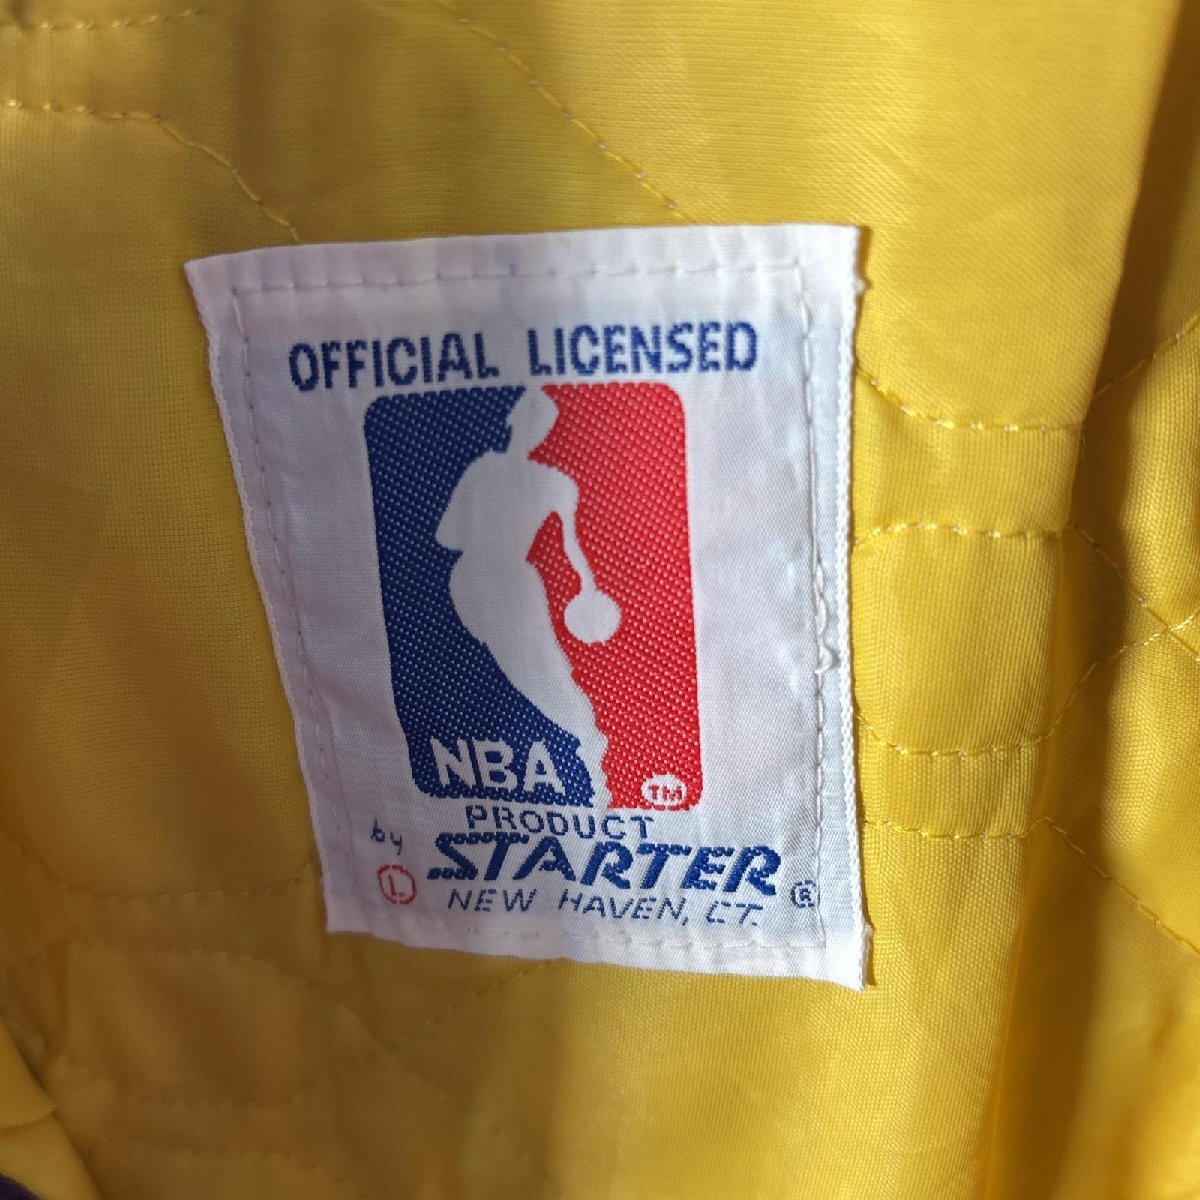 OFFICIAL LICENSED
NBA
TM
PRODUCT
by STARTER ®
L
NEW HAVEN, CT.